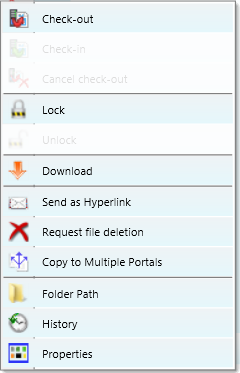 Check-out
Check-in
Cancel check-out
Lock
Unlock
Download
Send as Hyperlink
Request file deletion
Copy to Multiple Portals
Folder Path
History
Properties